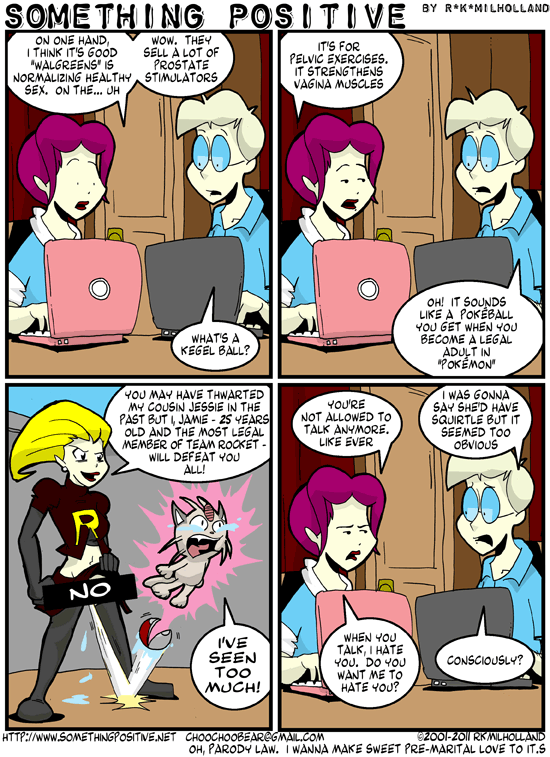 SOMETHING POSITIVE BY R*K*MILHOLLAND
ON ONE HAND,
I THINK IT'S GOOD
"WALGREENS" IS
NORMALIZING HEALTHY
SEX. ON THE... UH
WOW. THEY
SELL A LOT OF
PROSTATE
STIMULATORS
WHAT'S A
KEGEL BALL?
IT'S FOR
PELVIC EXERCISES.
IT STRENGTHENS
VAGINA MUSCLES
OH! IT SOUNDS
LIKE A POKÉBALL
YOU GET WHEN YOU
BECOME A LEGAL
ADULT IN
"POKÉMON"
YOU MAY HAVE THWARTED
MY COUSIN JESSIE IN THE
PAST BUT I, JAMIE - 25 YEARS
OLD AND THE MOST LEGAL
MEMBER OF TEAM ROCKET -
WILL DEFEAT YOU
ALL!
R
NO
I'VE
SEEN
TOO
MUCH!
YOU'RE
NOT ALLOWED TO
TALK ANYMORE.
LIKE EVER
I WAS GONNA
SAY SHE'D HAVE
SQUIRTLE BUT IT
SEEMED TOO
OBVIOUS
WHEN YOU
TALK, I HATE
YOU. DO YOU
WANT ME TO
HATE YOU?
CONSCIOUSLY?
HTTP://WWW.SOMETHINGPOSITIVE.NET CHOOCHOOBEAR@GMAIL.COM ©2001-2011 RKMILHOLLAND
OH, PARODY LAW. I WANNA MAKE SWEET PRE-MARITAL LOVE TO IT.S